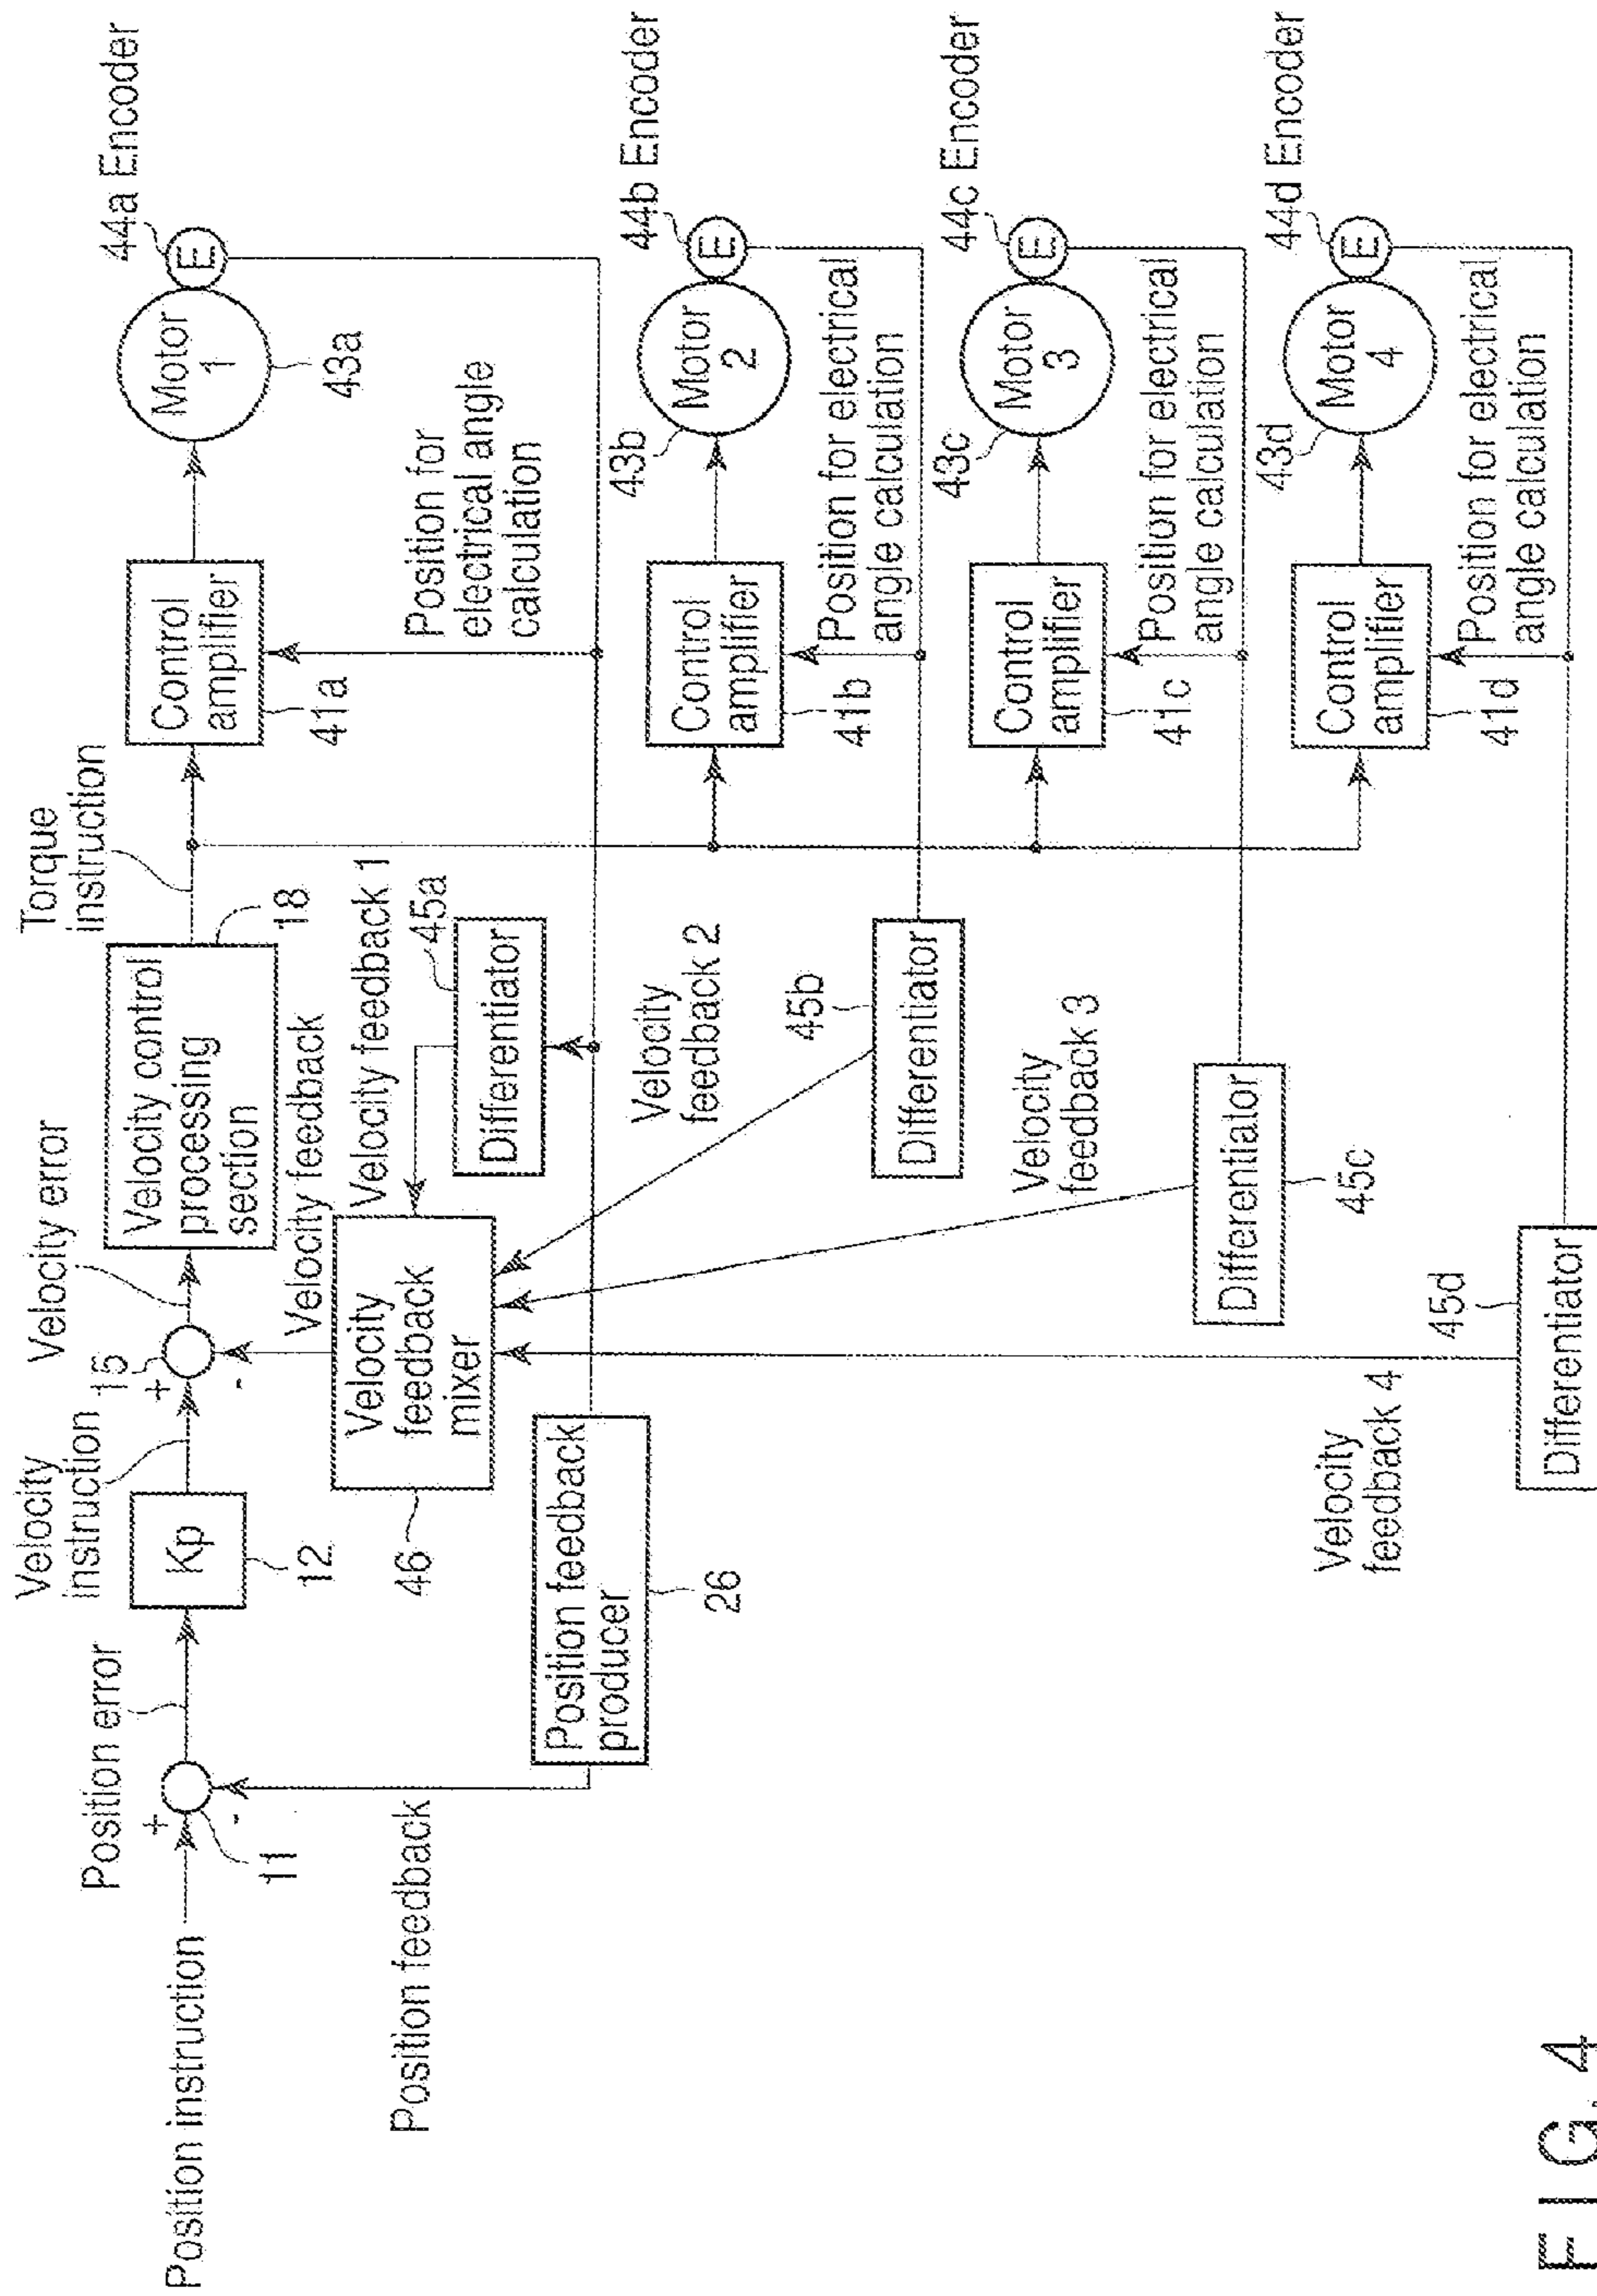 Position instruction
+
-
11
Position error
Kp
12
Velocity
instruction
15
+
-
Velocity error
Velocity control
processing
section
18
Torque
instruction
Control
amplifier
41a
Motor
1
43a
E
44a Encoder
Position for
electrical angle
calculation
Position feedback
Position feedback
producer
26
Velocity
feedback
mixer
46
Velocity feedback
Velocity feedback 1
Differentiator
45a
Control
amplifier
41b
Motor
2
43b
E
44b Encoder
Position for electrical
angle calculation
Velocity
feedback 2
Differentiator
45b
Control
amplifier
41c
Motor
3
43c
E
44c Encoder
Position for electrical
angle calculation
Velocity
feedback 3
Differentiator
45c
Control
amplifier
41d
Motor
4
43d
E
44d Encoder
Position for electrical
angle calculation
Velocity
feedback 4
Differentiator
45d
FIG. 4